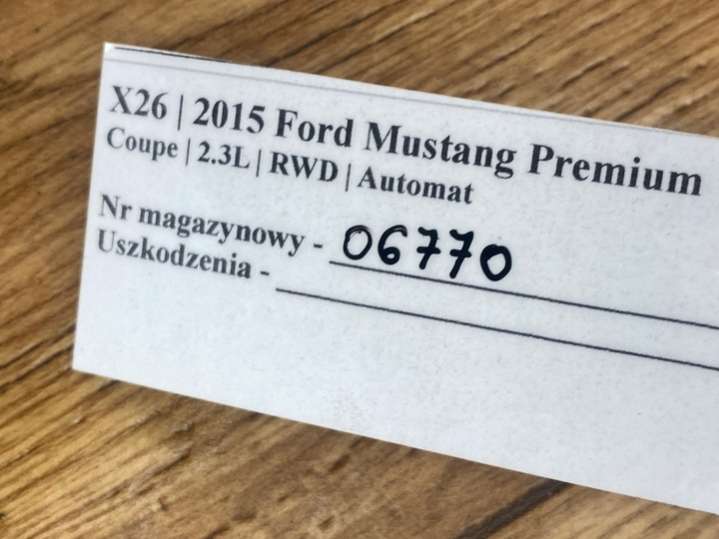 X26 | 2015 Ford Mustang Premium
Coupe | 2.3L | RWD | Automat
Nr magazynowy - 06770
Uszkodzenia -